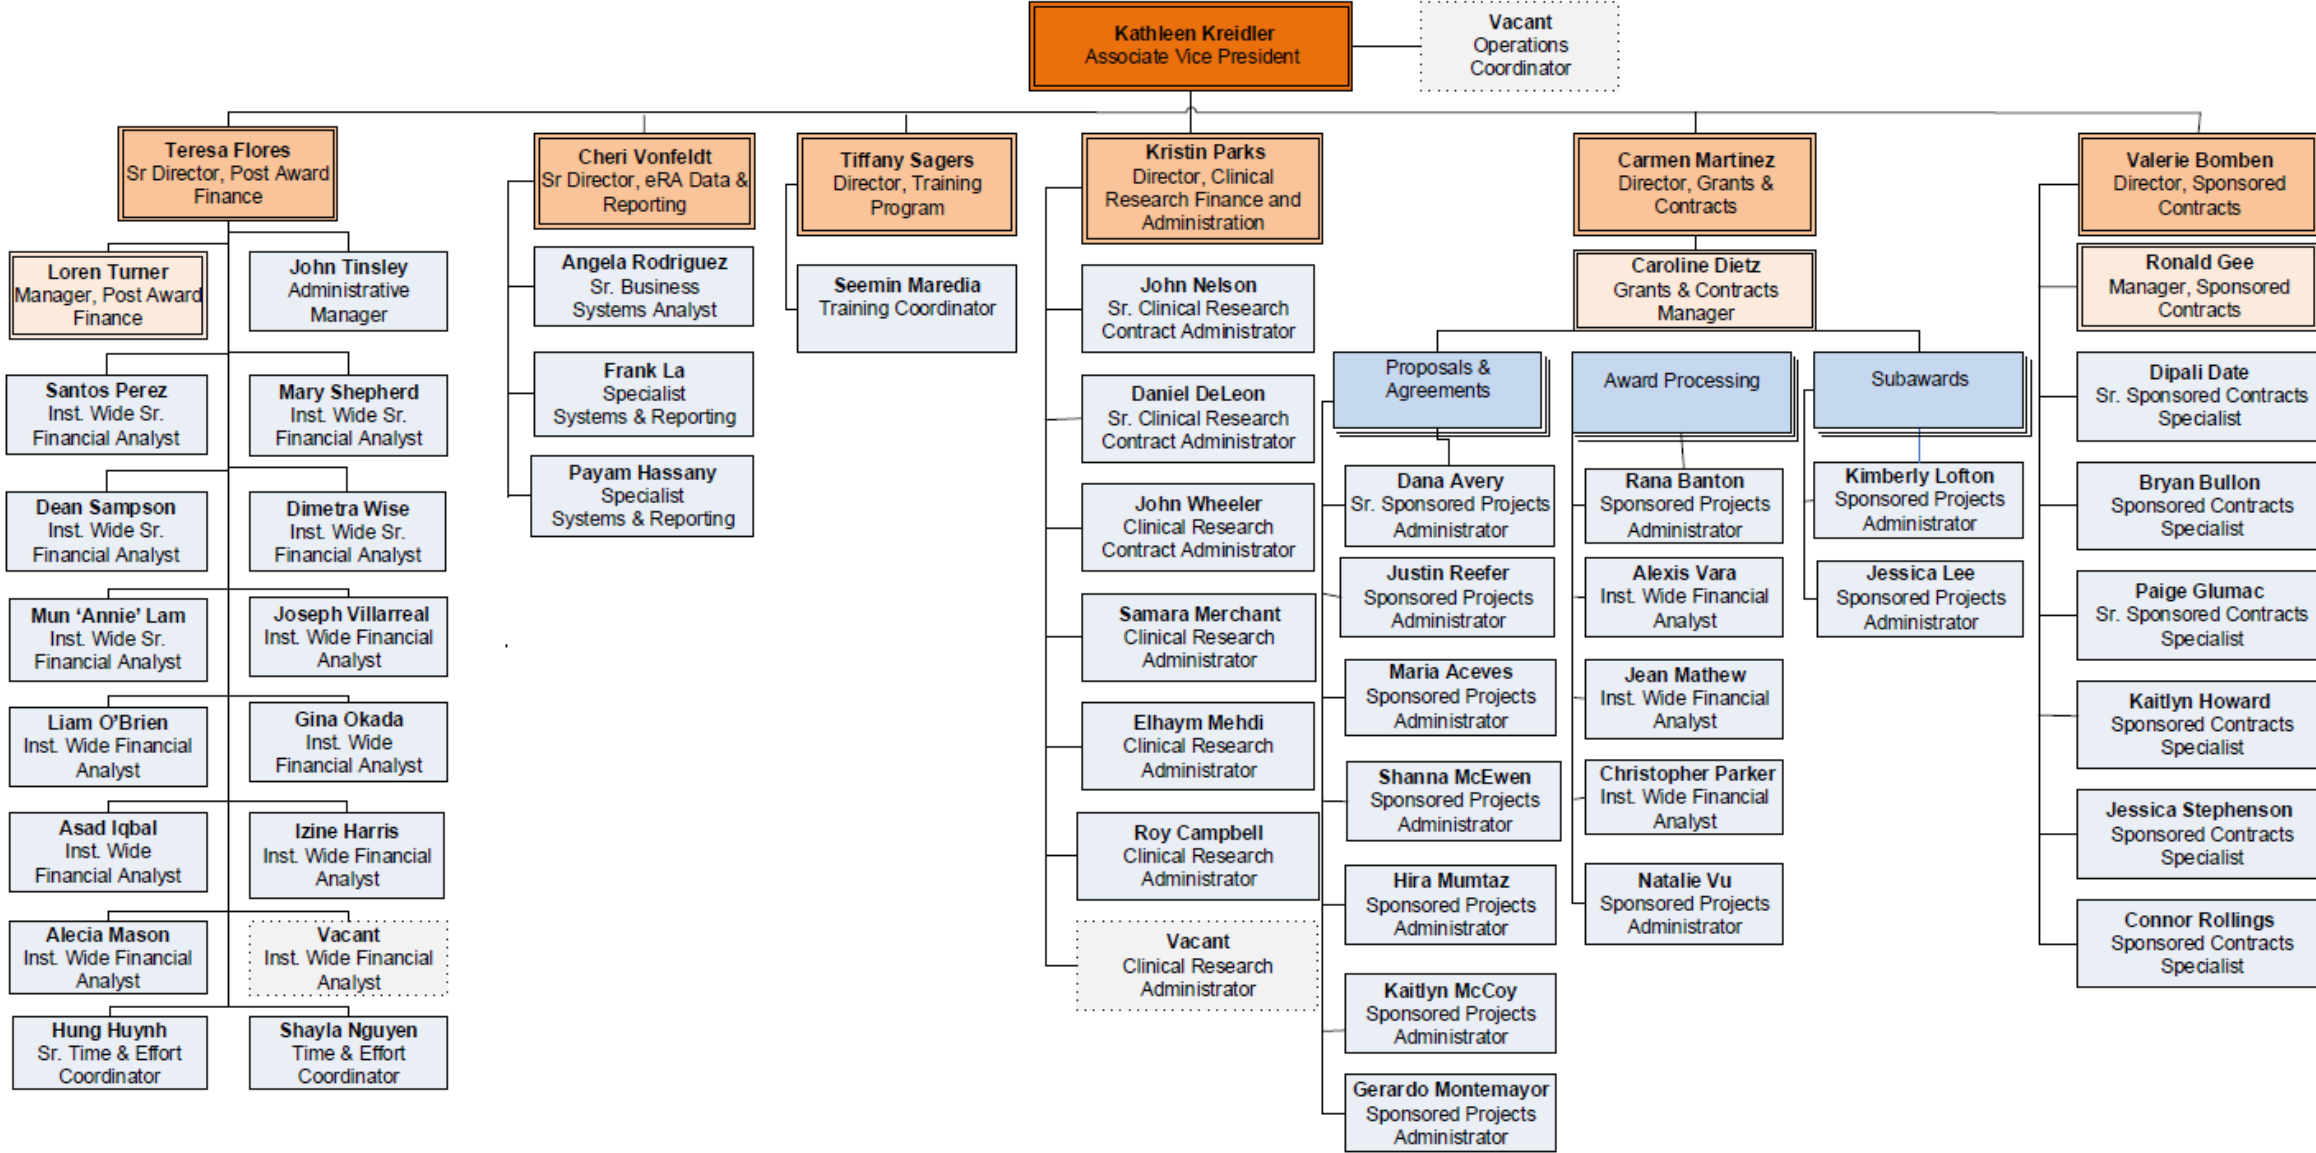 Kathleen Kreidler
Associate Vice President
Vacant
Operations
Coordinator
Teresa Flores
Sr Director, Post Award
Finance
Loren Turner
Manager, Post Award
Finance
John Tinsley
Administrative
Manager
Santos Perez
Inst. Wide Sr.
Financial Analyst
Mary Shepherd
Inst. Wide Sr.
Financial Analyst
Dean Sampson
Inst. Wide Sr.
Financial Analyst
Dimetra Wise
Inst. Wide Sr.
Financial Analyst
Mun ‘Annie’ Lam
Inst. Wide Sr.
Financial Analyst
Joseph Villarreal
Inst. Wide Financial
Analyst
Liam O’Brien
Inst. Wide Financial
Analyst
Gina Okada
Inst. Wide
Financial Analyst
Asad Iqbal
Inst. Wide
Financial Analyst
Izine Harris
Inst. Wide Financial
Analyst
Alecia Mason
Inst. Wide Financial
Analyst
Vacant
Inst. Wide Financial
Analyst
Hung Huynh
Sr. Time & Effort
Coordinator
Shayla Nguyen
Time & Effort
Coordinator
Cheri Vonfeldt
Sr Director, eRA Data &
Reporting
Angela Rodriguez
Sr. Business
Systems Analyst
Frank La
Specialist
Systems & Reporting
Payam Hassany
Specialist
Systems & Reporting
Tiffany Sagers
Director, Training
Program
Seemin Maredia
Training Coordinator
Kristin Parks
Director, Clinical
Research Finance and
Administration
John Nelson
Sr. Clinical Research
Contract Administrator
Daniel DeLeon
Sr. Clinical Research
Contract Administrator
John Wheeler
Clinical Research
Contract Administrator
Samara Merchant
Clinical Research
Administrator
Elhaym Mehdi
Clinical Research
Administrator
Roy Campbell
Clinical Research
Administrator
Vacant
Clinical Research
Administrator
Carmen Martinez
Director, Grants &
Contracts
Caroline Dietz
Grants & Contracts
Manager
Proposals &
Agreements
Dana Avery
Sr. Sponsored Projects
Administrator
Justin Reefer
Sponsored Projects
Administrator
Maria Aceves
Sponsored Projects
Administrator
Shanna McEwen
Sponsored Projects
Administrator
Hira Mumtaz
Sponsored Projects
Administrator
Kaitlyn McCoy
Sponsored Projects
Administrator
Gerardo Montemayor
Sponsored Projects
Administrator
Award Processing
Rana Banton
Sponsored Projects
Administrator
Alexis Vara
Inst. Wide Financial
Analyst
Jean Mathew
Inst. Wide Financial
Analyst
Christopher Parker
Inst. Wide Financial
Analyst
Natalie Vu
Sponsored Projects
Administrator
Subawards
Kimberly Lofton
Sponsored Projects
Administrator
Jessica Lee
Sponsored Projects
Administrator
Valerie Bomben
Director, Sponsored
Contracts
Ronald Gee
Manager, Sponsored
Contracts
Dipali Date
Sr. Sponsored Contracts
Specialist
Bryan Bullon
Sponsored Contracts
Specialist
Paige Glumac
Sr. Sponsored Contracts
Specialist
Kaitlyn Howard
Sponsored Contracts
Specialist
Jessica Stephenson
Sponsored Contracts
Specialist
Connor Rollings
Sponsored Contracts
Specialist